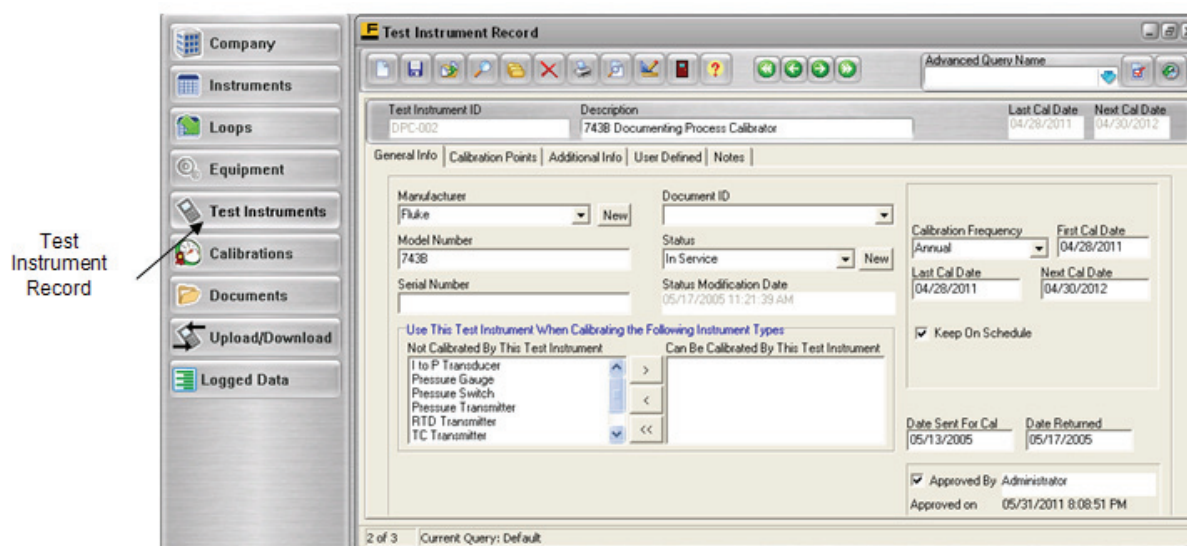 Test
Instrument
Record
Company
Instruments
Loops
Equipment
Test Instruments
Calibrations
Documents
Upload/Download
Logged Data
F Test Instrument Record
?
Advanced Query Name
Test Instrument ID Description Last Cal Date Next Cal Date
DPC-002 743B Documenting Process Calibrator 04/28/2011 04/30/2012
General Info Calibration Points Additional Info User Defined Notes
Manufacturer
Fluke New
Document ID
Model Number
743B
Status
In Service New
Serial Number
Status Modification Date
05/17/2005 11:21:39 AM
Calibration Frequency First Cal Date
Annual 04/28/2011
Last Cal Date Next Cal Date
04/28/2011 04/30/2012
Keep On Schedule
Use This Test Instrument When Calibrating the Following Instrument Types
Not Calibrated By This Test Instrument Can Be Calibrated By This Test Instrument
I to P Transducer
Pressure Gauge
Pressure Switch
Pressure Transmitter
RTD Transmitter
TC Transmitter
>
<
<<
Date Sent For Cal Date Returned
05/13/2005 05/17/2005
Approved By Administrator
Approved on 05/31/2011 8:08:51 PM
2 of 3 Current Query: Default